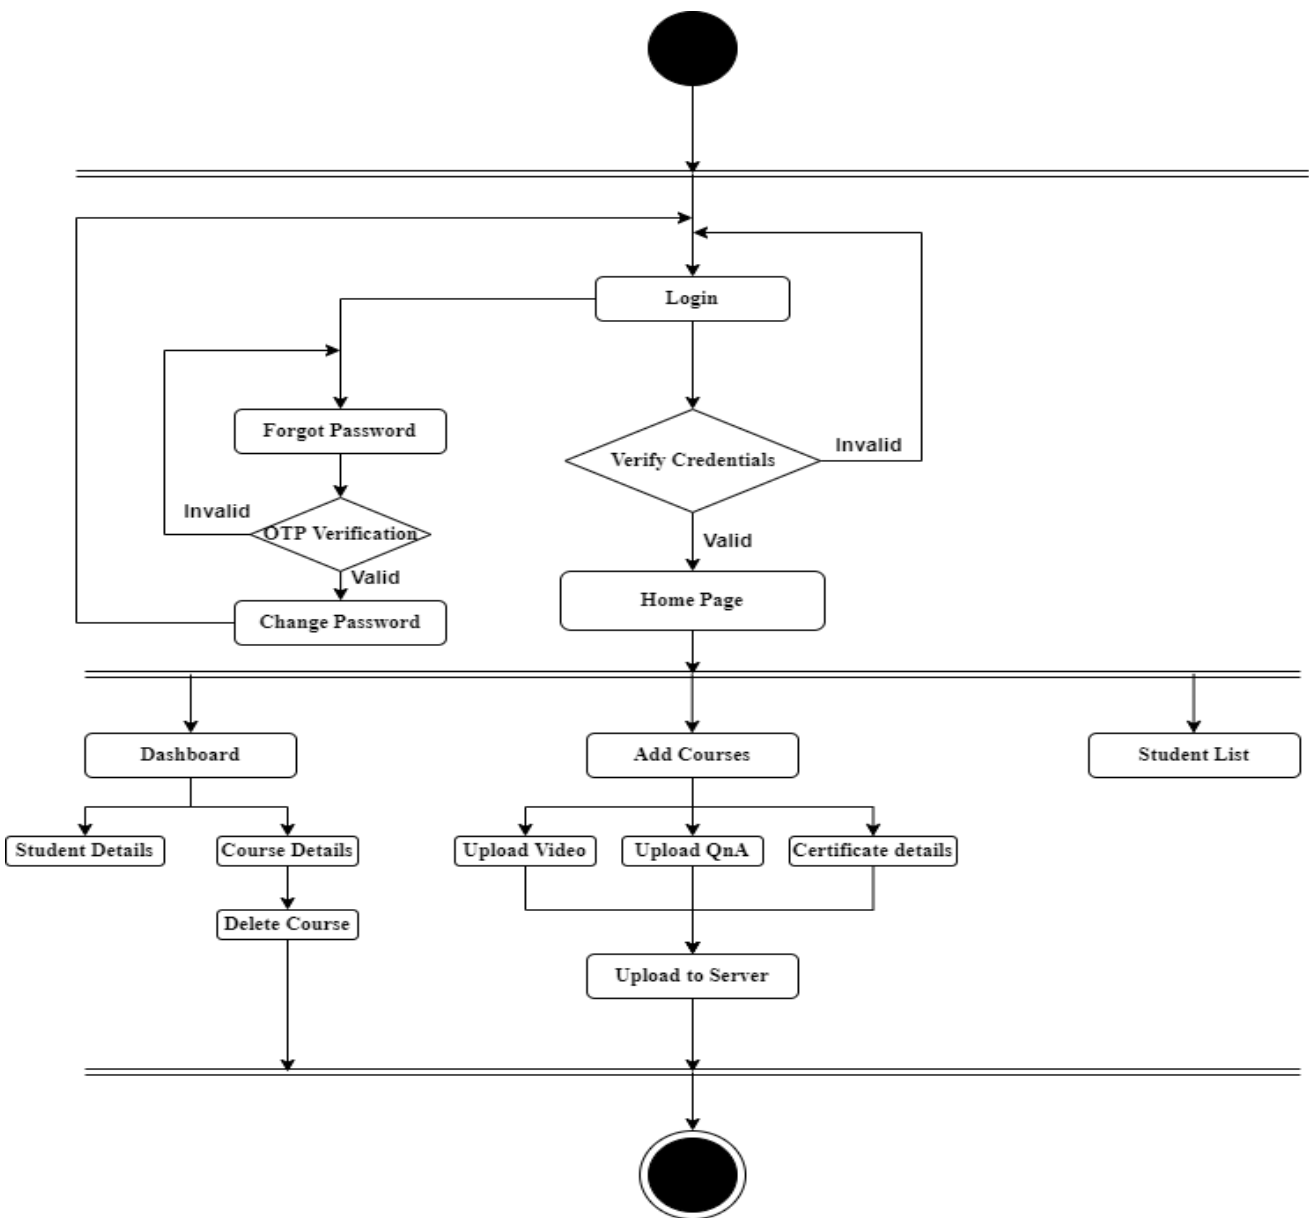 Login
Forgot Password
Verify Credentials
Invalid
Invalid
OTP Verification
Valid
Valid
Change Password
Home Page
Dashboard
Add Courses
Student List
Student Details
Course Details
Upload Video
Upload QnA
Certificate details
Delete Course
Upload to Server